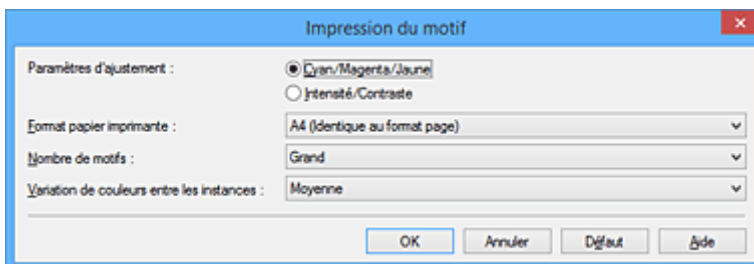 Impression du motif
Paramètres d'ajustement :
Cyan/Magenta/Jaune
Intensité/Contraste
Format papier imprimante :
A4 (Identique au format page)
Nombre de motifs :
Grand
Variation de couleurs entre les instances :
Moyenne
OK
Annuler
Défaut
Aide